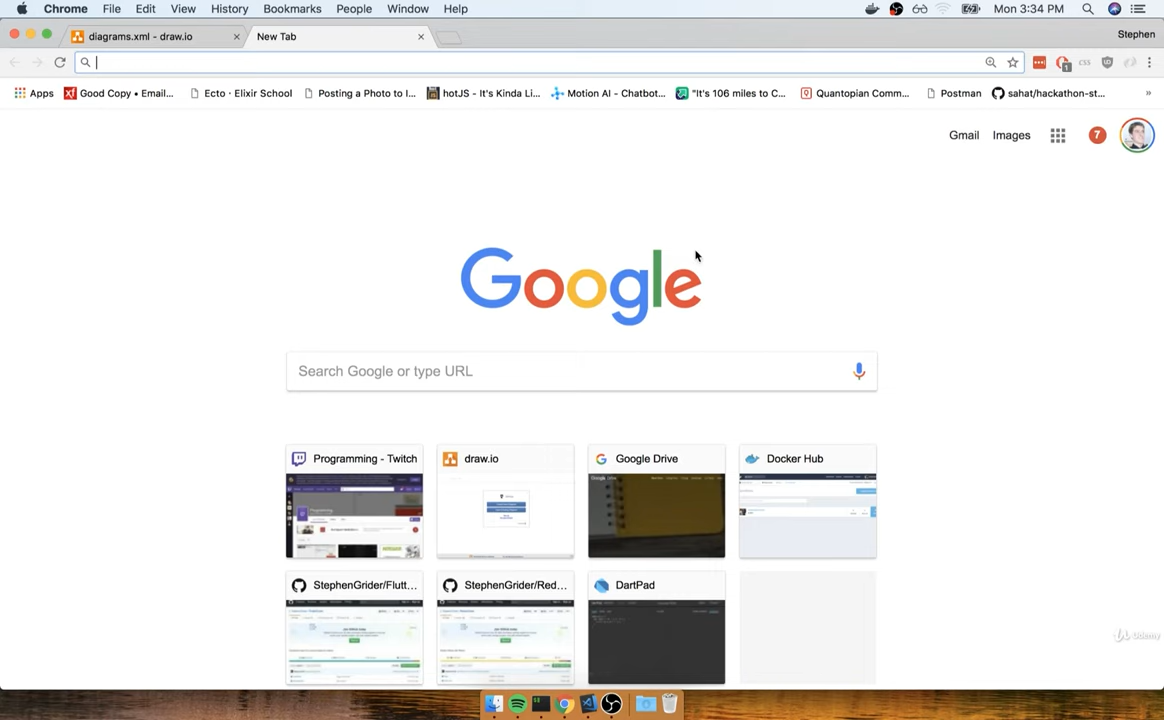 Chrome File Edit View History Bookmarks People Window Help Mon 3:34 PM
diagrams.xml - draw.io New Tab Stephen
Apps Good Copy • Email... Ecto · Elixir School Posting a Photo to I... hotJS - It's Kinda Li... Motion AI - Chatbot... "It's 106 miles to C... Quantopian Comm... Postman sahat/hackathon-st... »
Gmail Images 7
Google
Search Google or type URL
Programming - Twitch draw.io Google Drive Docker Hub
StephenGrider/Flutt... StephenGrider/Red... DartPad
Udemy